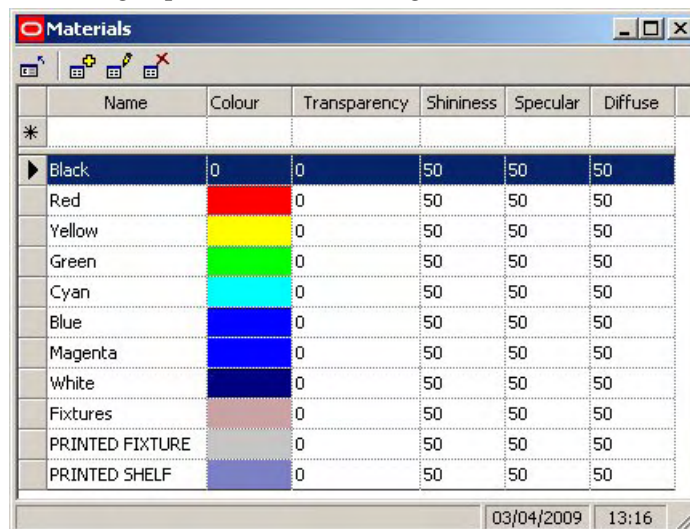 Materials
Name Colour Transparency Shininess Specular Diffuse
Black 0 0 50 50 50
Red 0 50 50 50
Yellow 0 50 50 50
Green 0 50 50 50
Cyan 0 50 50 50
Blue 0 50 50 50
Magenta 0 50 50 50
White 0 50 50 50
Fixtures 0 50 50 50
PRINTED FIXTURE 0 50 50 50
PRINTED SHELF 0 50 50 50
03/04/2009 13:16